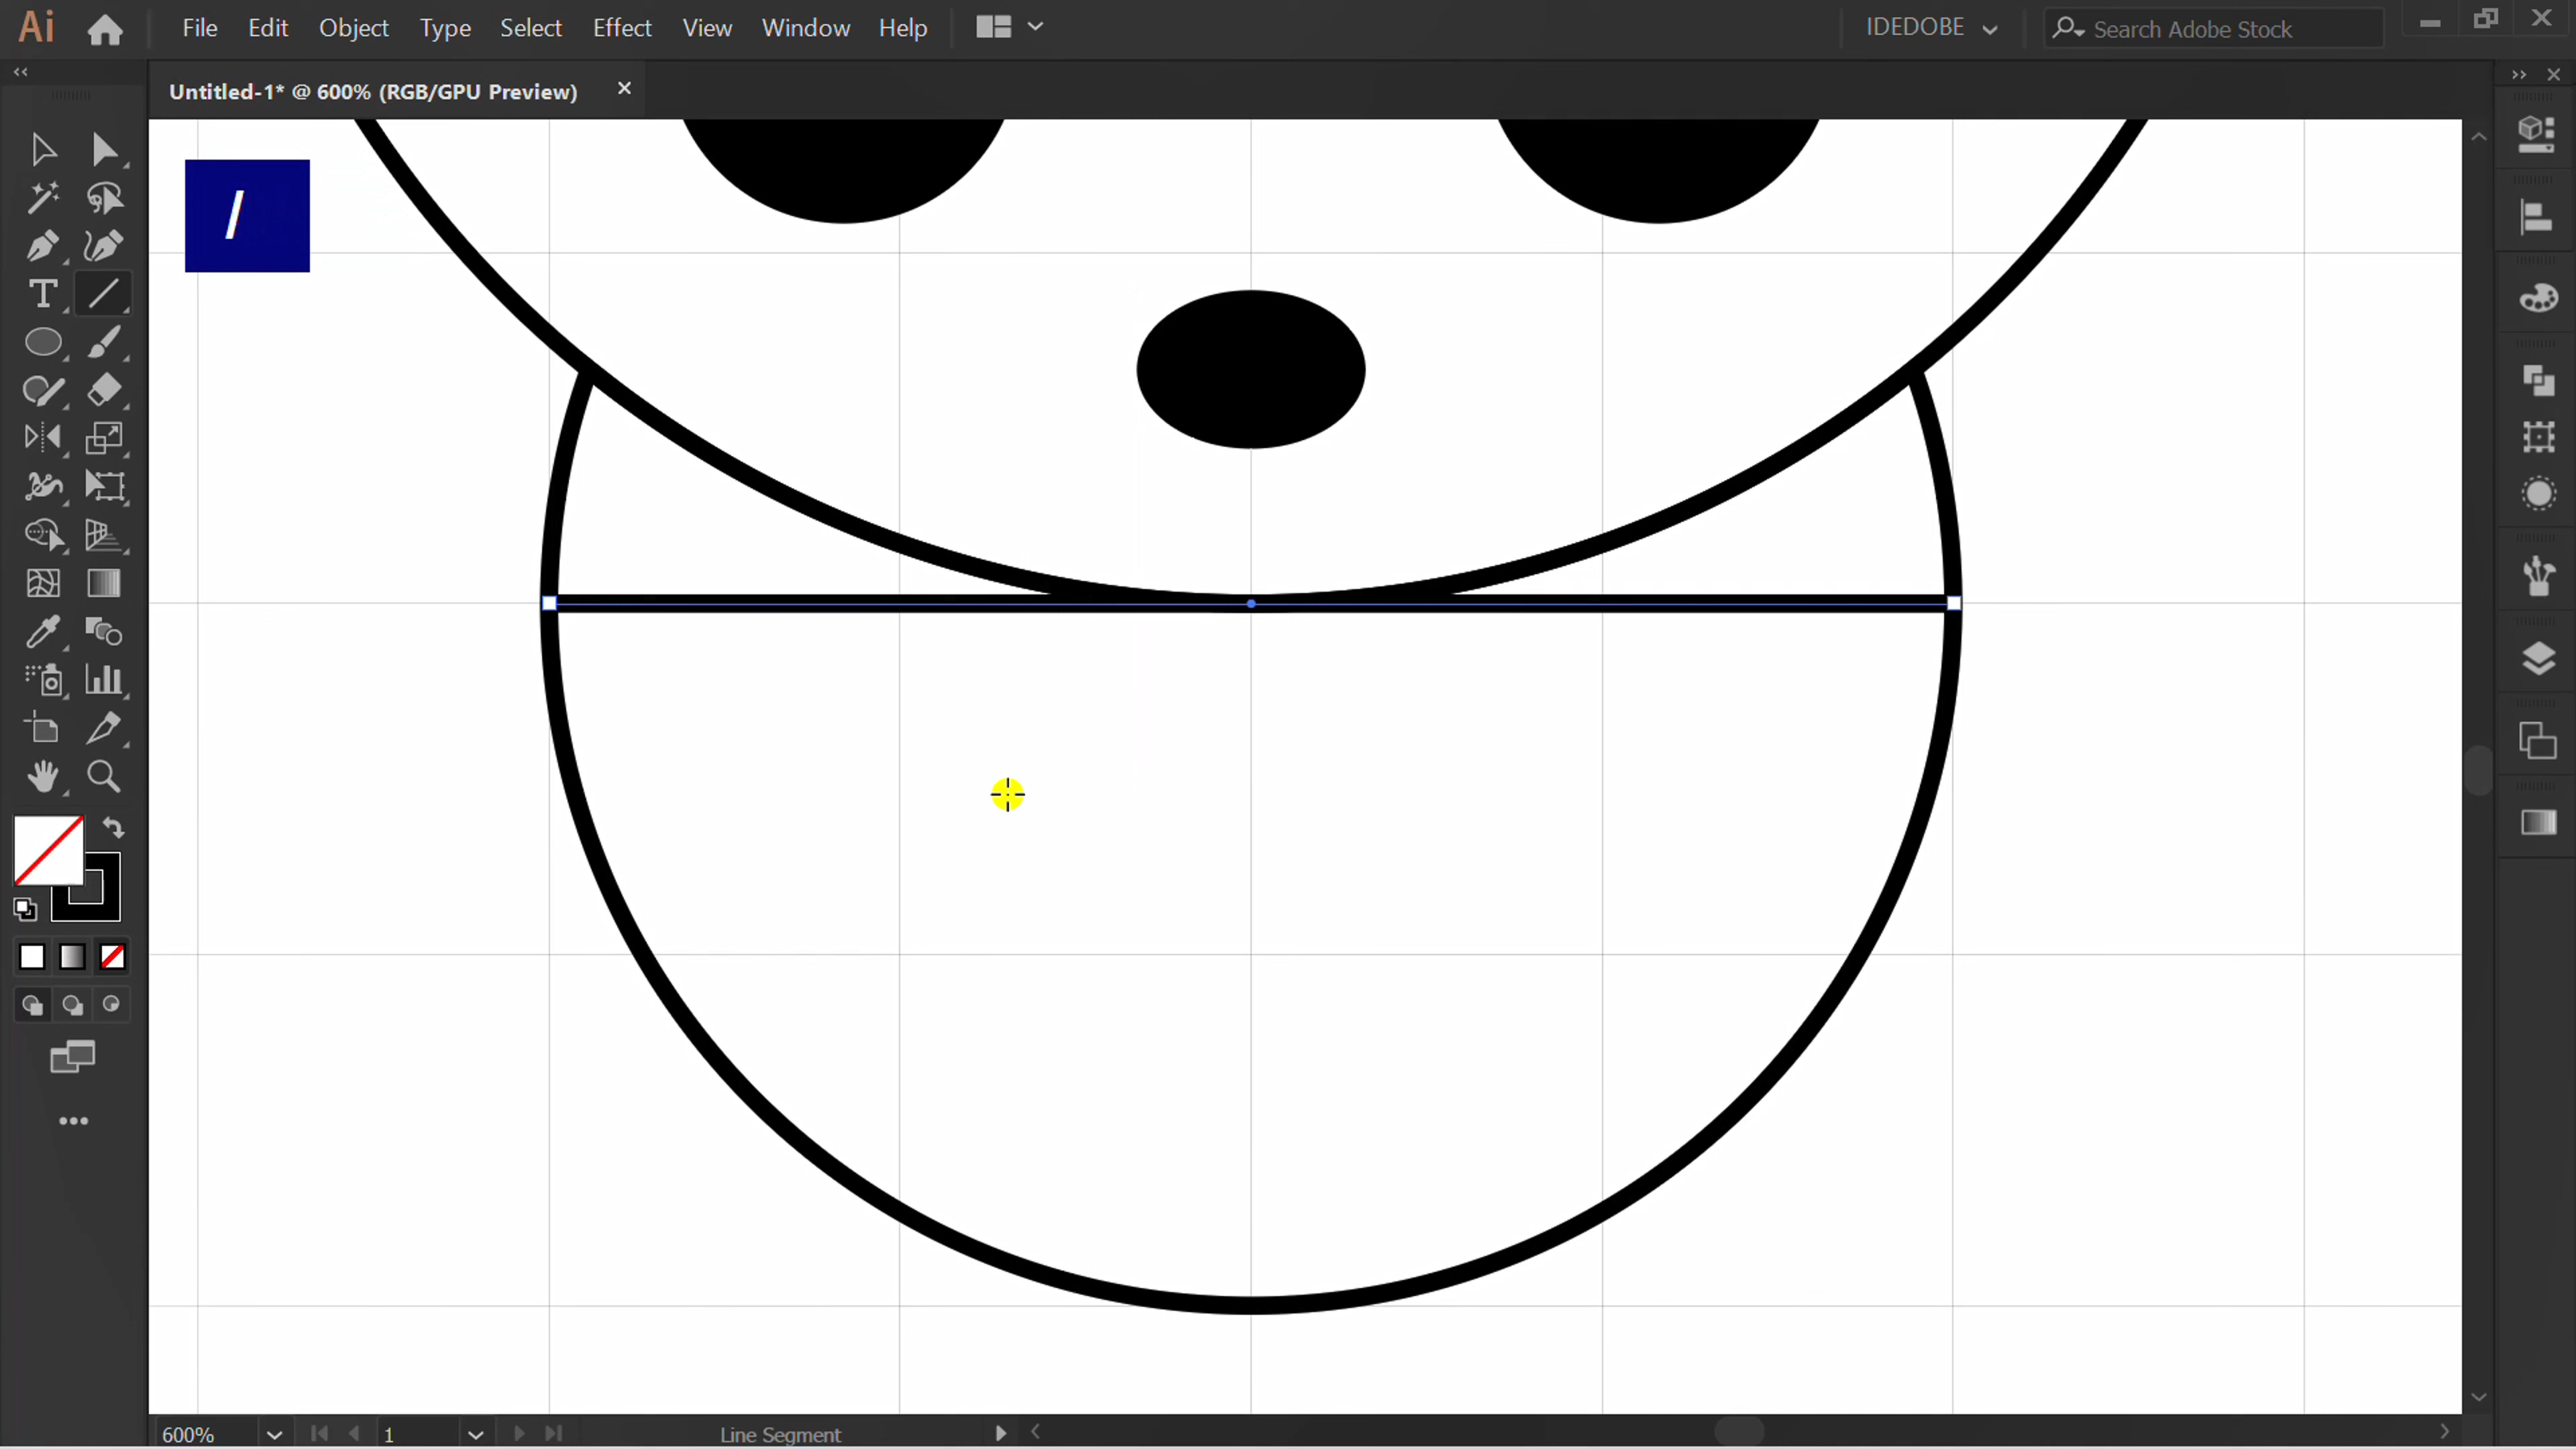 Ai File Edit Object Type Select Effect View Window Help IDEDOBE Search Adobe Stock
Untitled-1* @ 600% (RGB/GPU Preview)
/
T
600% 1 Line Segment